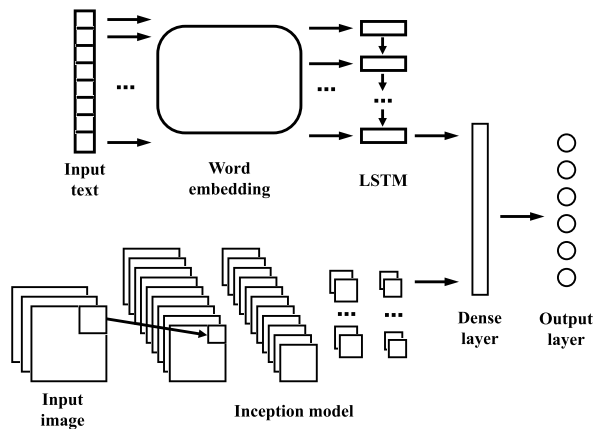 Input
text
Word
embedding
LSTM
Input
image
Inception model
Dense
layer
Output
layer